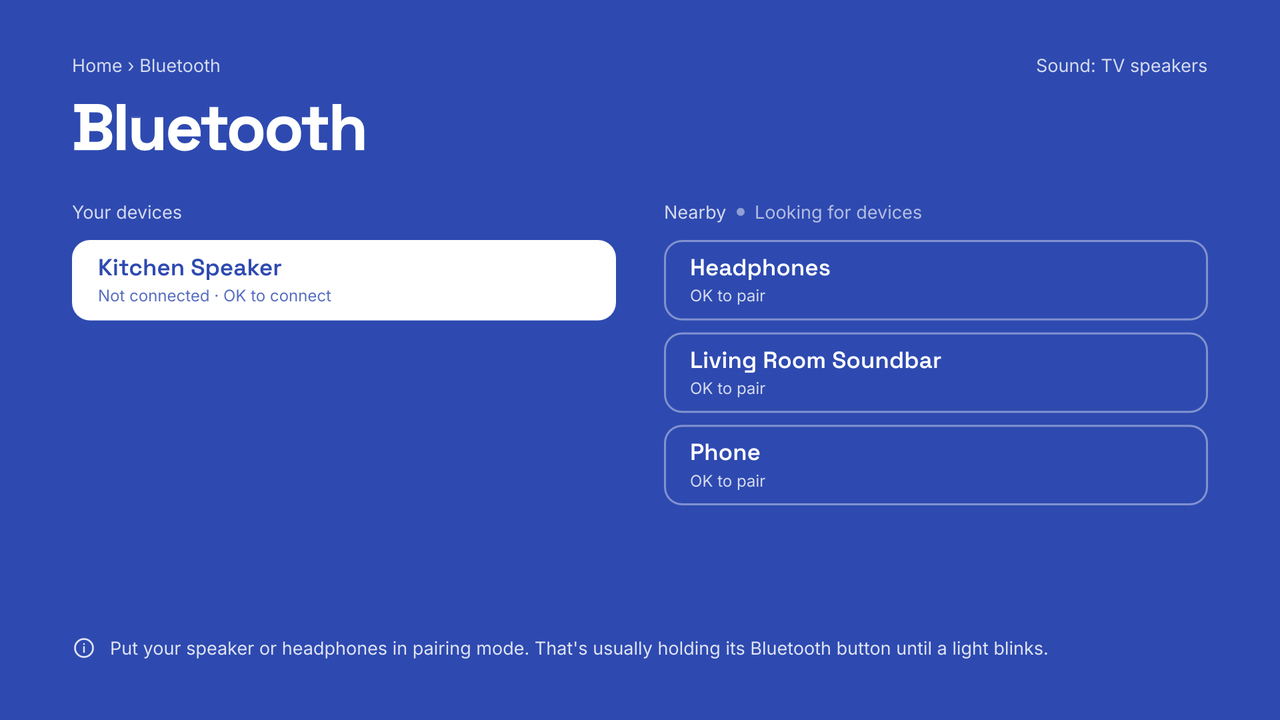 Home › Bluetooth
Sound: TV speakers
Bluetooth
Your devices
Kitchen Speaker
Not connected · OK to connect
Nearby • Looking for devices
Headphones
OK to pair
Living Room Soundbar
OK to pair
Phone
OK to pair
Put your speaker or headphones in pairing mode. That's usually holding its Bluetooth button until a light blinks.